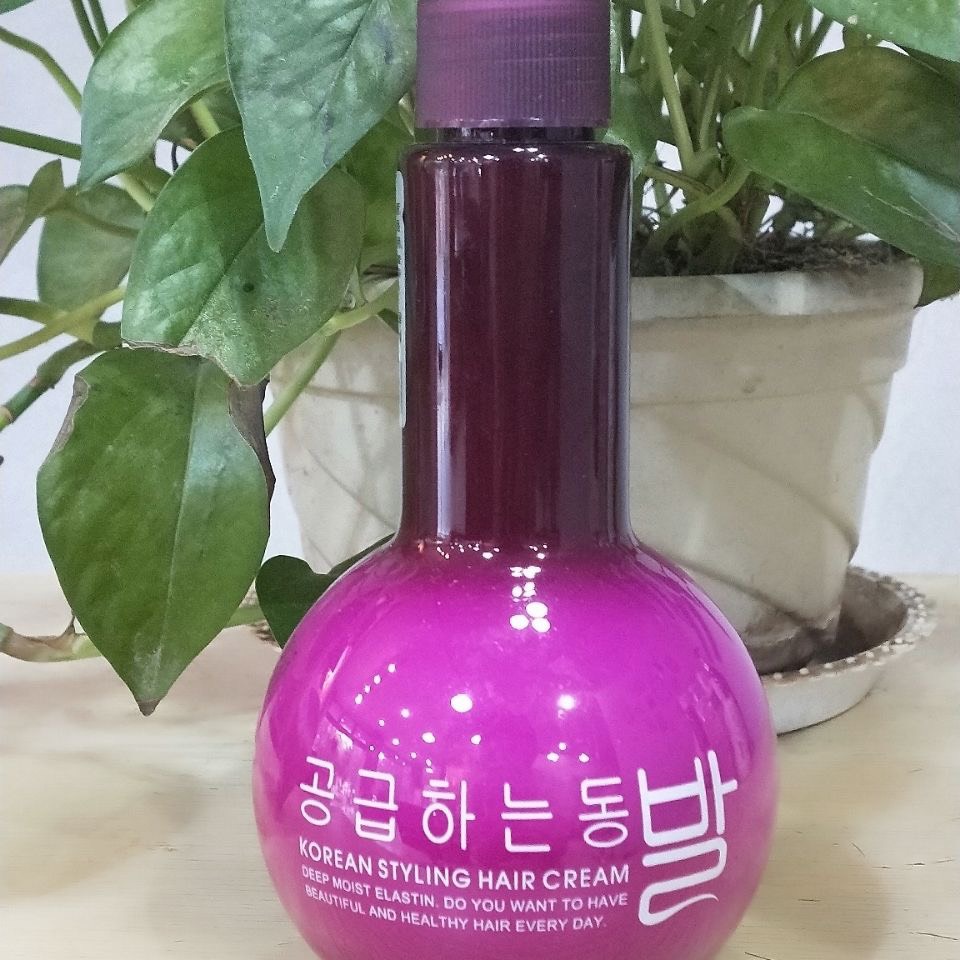 공급하는동발
KOREAN STYLING HAIR CREAM
DEEP MOIST ELASTIN. DO YOU WANT TO HAVE
BEAUTIFUL AND HEALTHY HAIR EVERY DAY.